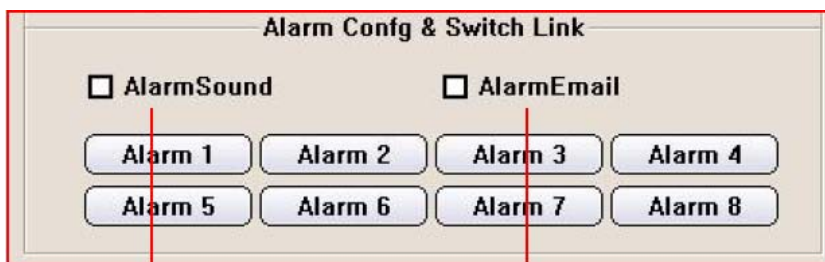 Alarm Confg & Switch Link
AlarmSound AlarmEmail
Alarm 1 Alarm 2 Alarm 3 Alarm 4
Alarm 5 Alarm 6 Alarm 7 Alarm 8